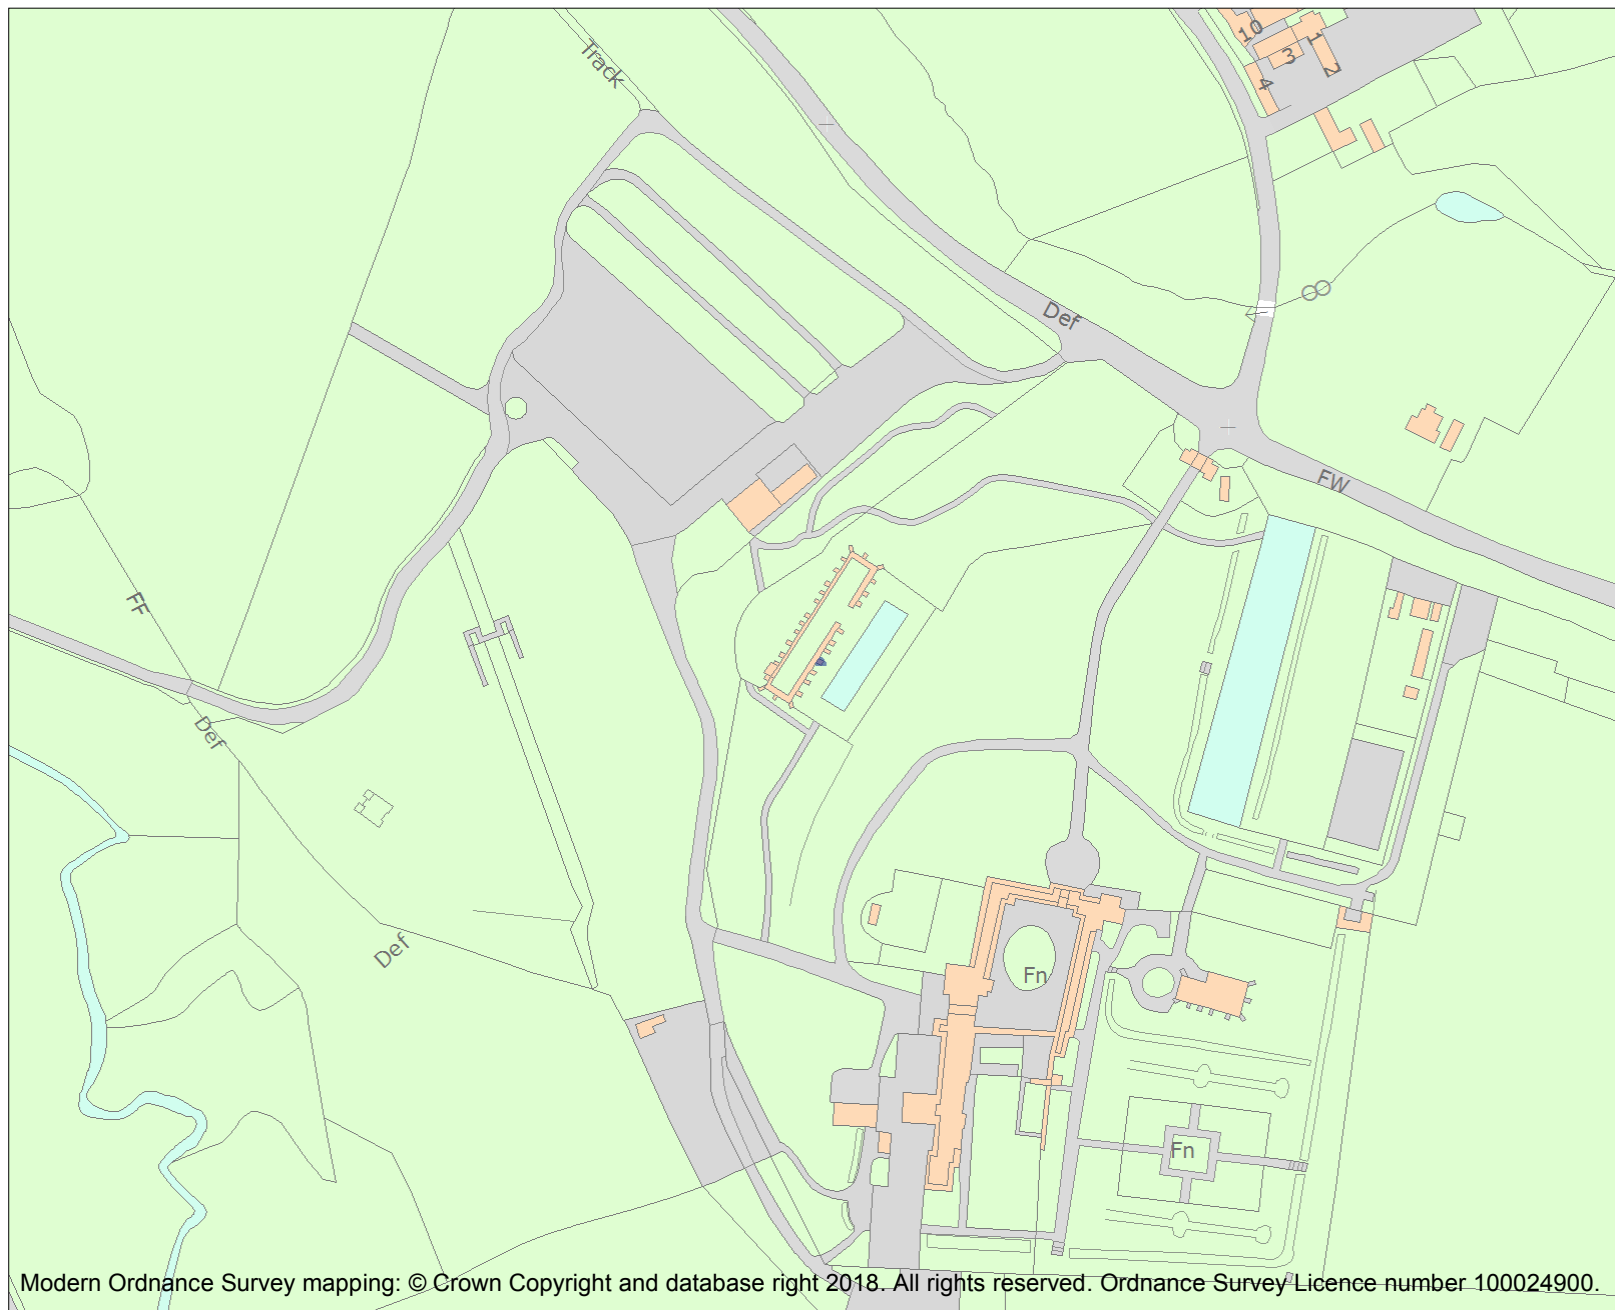 10
1
3
2
4
Track
Def
FW
FF
Def
Def
Fn
Fn
Modern Ordnance Survey mapping: © Crown Copyright and database right 2018. All rights reserved. Ordnance Survey Licence number 100024900.